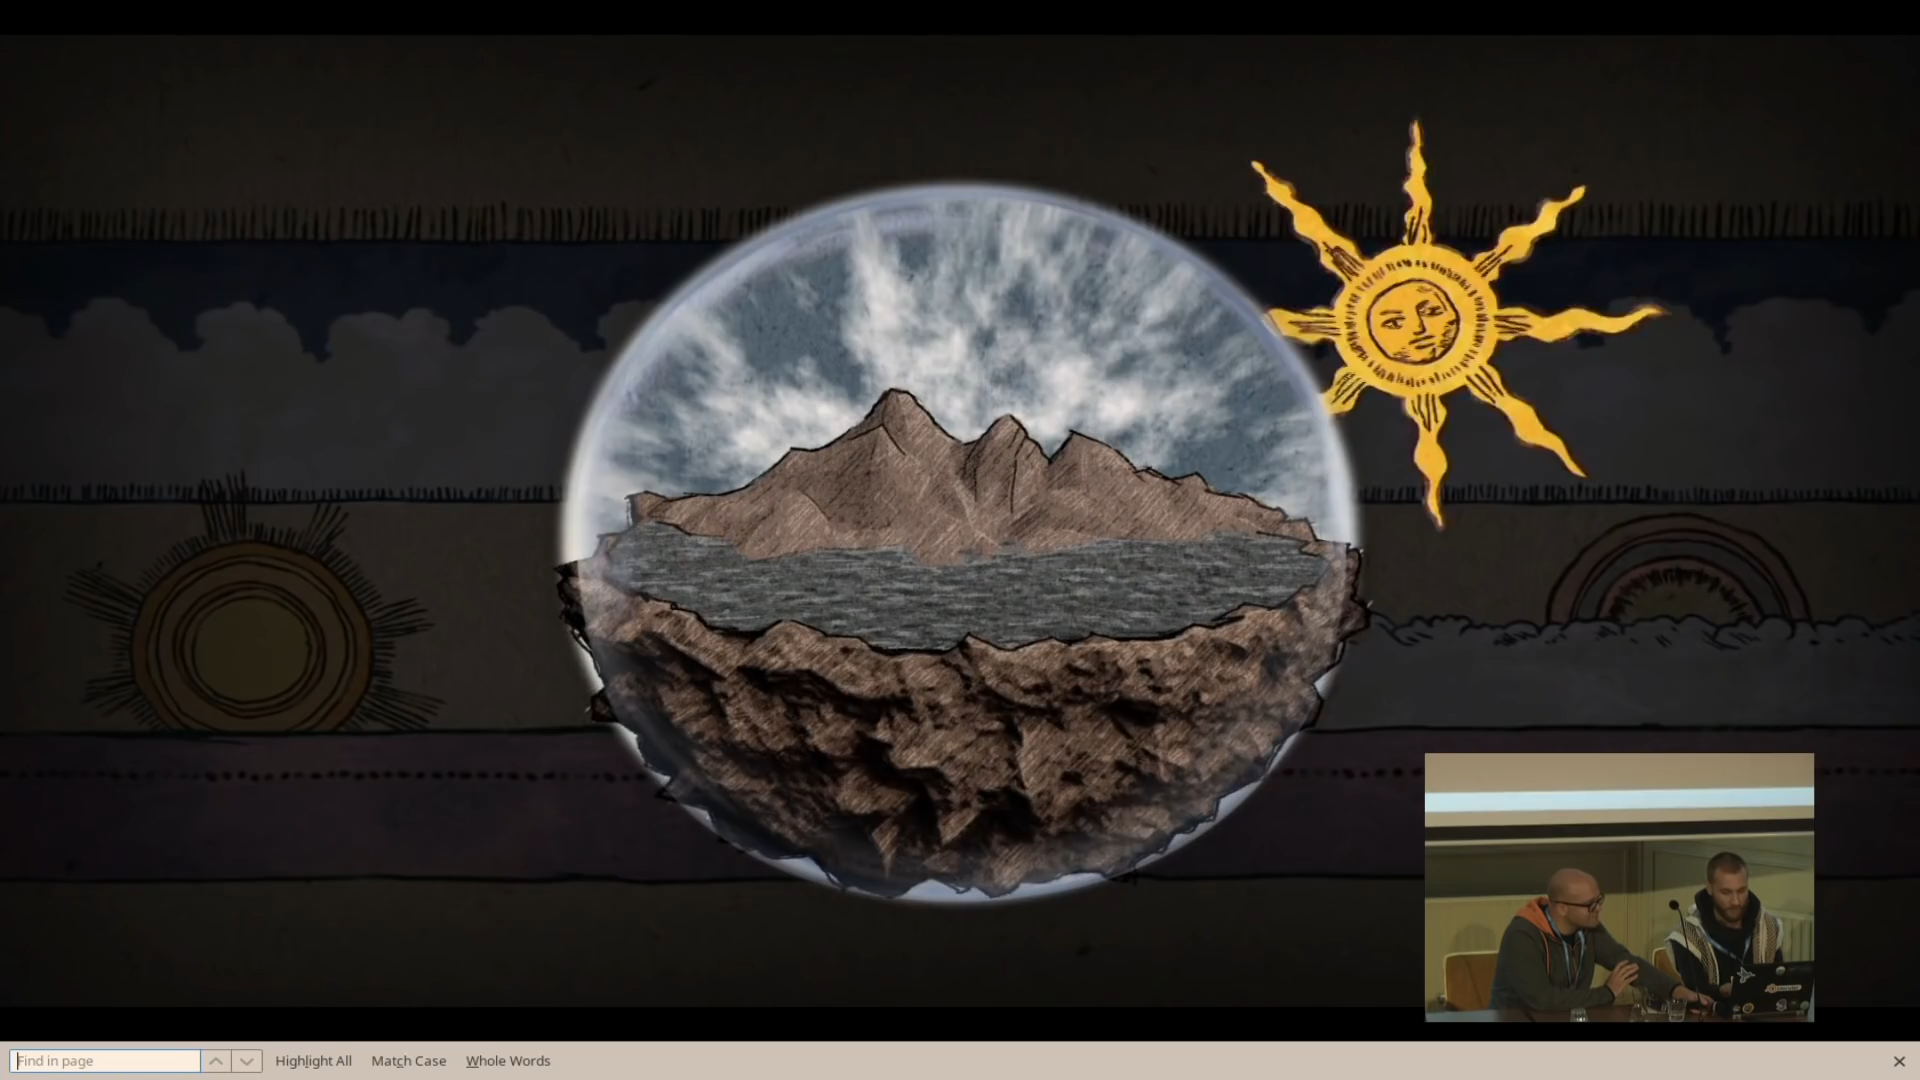 Find in page
Highlight All
Match Case
Whole Words